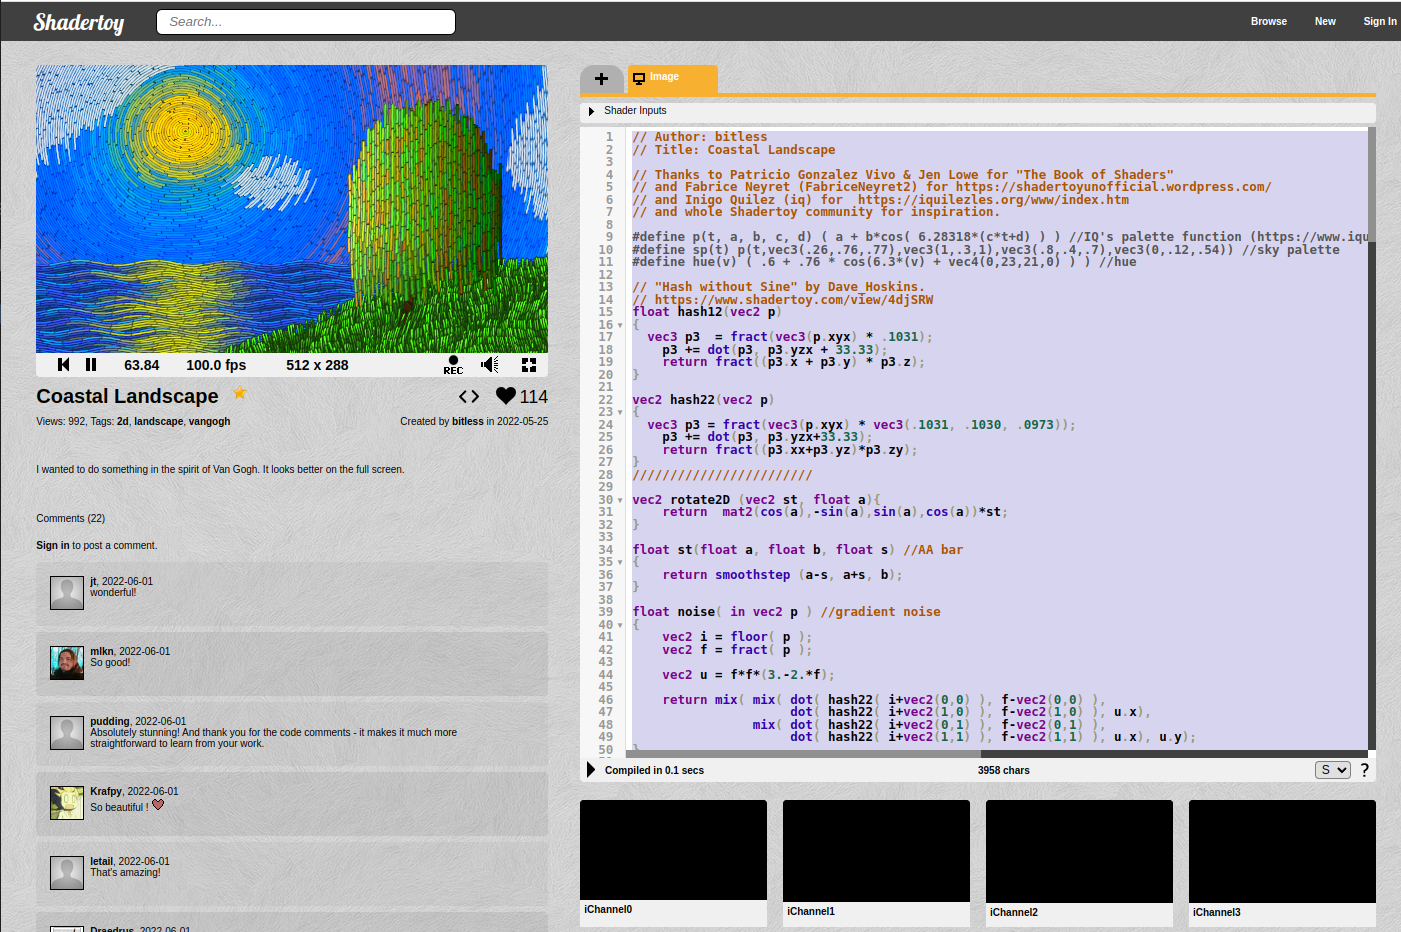 Shadertoy
Search...
Browse
New
Sign In
63.84
100.0 fps
512 x 288
REC
Coastal Landscape
114
Views: 992, Tags: 2d, landscape, vangogh
Created by bitless in 2022-05-25
I wanted to do something in the spirit of Van Gogh. It looks better on the full screen.
Comments (22)
Sign in to post a comment.
jt, 2022-06-01
wonderful!
mlkn, 2022-06-01
So good!
pudding, 2022-06-01
Absolutely stunning! And thank you for the code comments - it makes it much more
straightforward to learn from your work.
Krafpy, 2022-06-01
So beautiful !
letail, 2022-06-01
That's amazing!
Draedrus, 2022-06-01
Image
Shader Inputs
1 // Author: bitless
2 // Title: Coastal Landscape
3
4 // Thanks to Patricio Gonzalez Vivo & Jen Lowe for "The Book of Shaders"
5 // and Fabrice Neyret (FabriceNeyret2) for https://shadertoyunofficial.wordpress.com/
6 // and Inigo Quilez (iq) for  https://iquilezles.org/www/index.htm
7 // and whole Shadertoy community for inspiration.
8
9 #define p(t, a, b, c, d) ( a + b*cos( 6.28318*(c*t+d) ) ) //IQ's palette function (https://www.iqu
10 #define sp(t) p(t,vec3(.26,.76,.77),vec3(1,.3,1),vec3(.8,.4,.7),vec3(0,.12,.54)) //sky palette
11 #define hue(v) ( .6 + .76 * cos(6.3*(v) + vec4(0,23,21,0) ) ) //hue
12
13 // "Hash without Sine" by Dave_Hoskins.
14 // https://www.shadertoy.com/view/4djSRW
15 float hash12(vec2 p)
16 {
17   vec3 p3  = fract(vec3(p.xyx) * .1031);
18     p3 += dot(p3, p3.yzx + 33.33);
19     return fract((p3.x + p3.y) * p3.z);
20 }
21
22 vec2 hash22(vec2 p)
23 {
24   vec3 p3 = fract(vec3(p.xyx) * vec3(.1031, .1030, .0973));
25     p3 += dot(p3, p3.yzx+33.33);
26     return fract((p3.xx+p3.yz)*p3.zy);
27 }
28 ////////////////////////
29
30 vec2 rotate2D (vec2 st, float a){
31     return  mat2(cos(a),-sin(a),sin(a),cos(a))*st;
32 }
33
34 float st(float a, float b, float s) //AA bar
35 {
36     return smoothstep (a-s, a+s, b);
37 }
38
39 float noise( in vec2 p ) //gradient noise
40 {
41     vec2 i = floor( p );
42     vec2 f = fract( p );
43
44     vec2 u = f*f*(3.-2.*f);
45
46     return mix( mix( dot( hash22( i+vec2(0,0) ), f-vec2(0,0) ),
47                      dot( hash22( i+vec2(1,0) ), f-vec2(1,0) ), u.x),
48                 mix( dot( hash22( i+vec2(0,1) ), f-vec2(0,1) ),
49                      dot( hash22( i+vec2(1,1) ), f-vec2(1,1) ), u.x), u.y);
50 }
Compiled in 0.1 secs
3958 chars
S
?
iChannel0
iChannel1
iChannel2
iChannel3